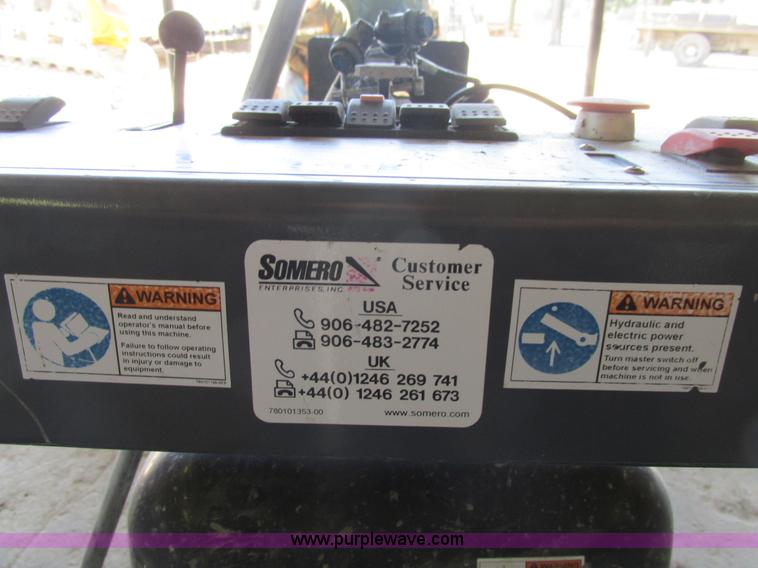 WARNING
Read and understand
operator's manual before
using this machine.
Failure to follow operating
instructions could result
in injury or damage to
equipment.
SOMERO
ENTERPRISES, INC
Customer
Service
USA
906-482-7252
906-483-2774
UK
+44(0)1246 269 741
+44(0) 1246 261 673
780101353-00
www.somero.com
WARNING
Hydraulic and
electric power
sources present.
Turn master switch off
before servicing and when
machine is not in use.
www.purplewave.com